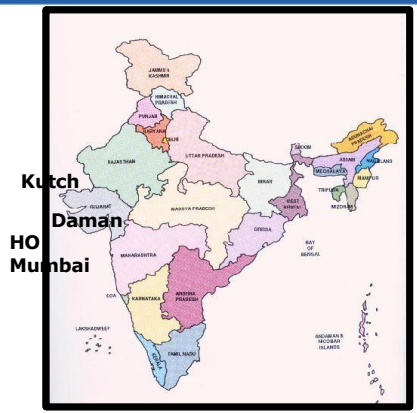 JAMMU &
KASHMIR
HIMACHAL
PRADESH
PUNJAB
HARYANA
DELHI
ARUNACHAL
PRADESH
SIKKIM
RAJASTHAN
UTTAR PRADESH
ASSAM
NAGALAND
MEGHALAYA
MANIPUR
BIHAR
Kutch
TRIPURA
MIZORAM
WEST
BENGAL
GUJARAT
Daman
MADHYA PRADESH
HO
Mumbai
ORISSA
MAHARASHTRA
BAY
OF
BENGAL
ANDHRA
PRADESH
GOA
KARNATAKA
LAKSHADWEEP
ANDAMAN &
NICOBAR
ISLANDS
KERALA
TAMIL NADU